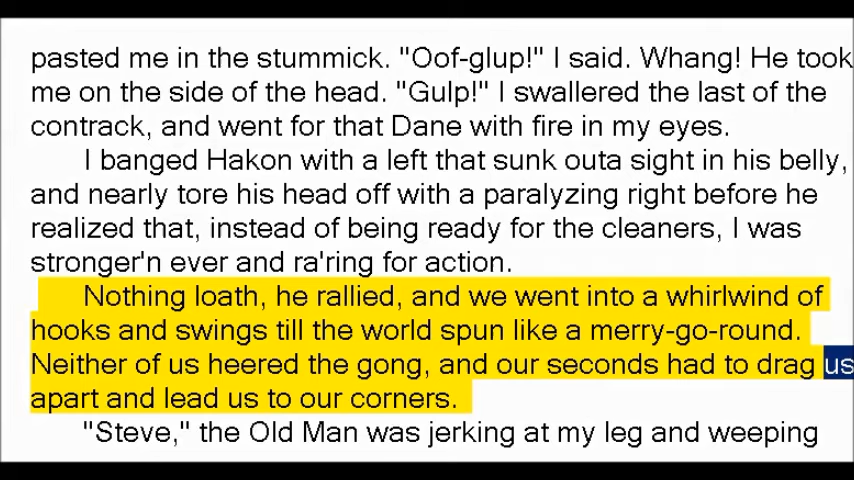 pasted me in the stummick. "Oof-glup!" I said. Whang! He took
me on the side of the head. "Gulp!" I swallered the last of the
contrack, and went for that Dane with fire in my eyes.
I banged Hakon with a left that sunk outa sight in his belly,
and nearly tore his head off with a paralyzing right before he
realized that, instead of being ready for the cleaners, I was
stronger'n ever and ra'ring for action.
Nothing loath, he rallied, and we went into a whirlwind of
hooks and swings till the world spun like a merry-go-round.
Neither of us heered the gong, and our seconds had to drag us
apart and lead us to our corners.
"Steve," the Old Man was jerking at my leg and weeping